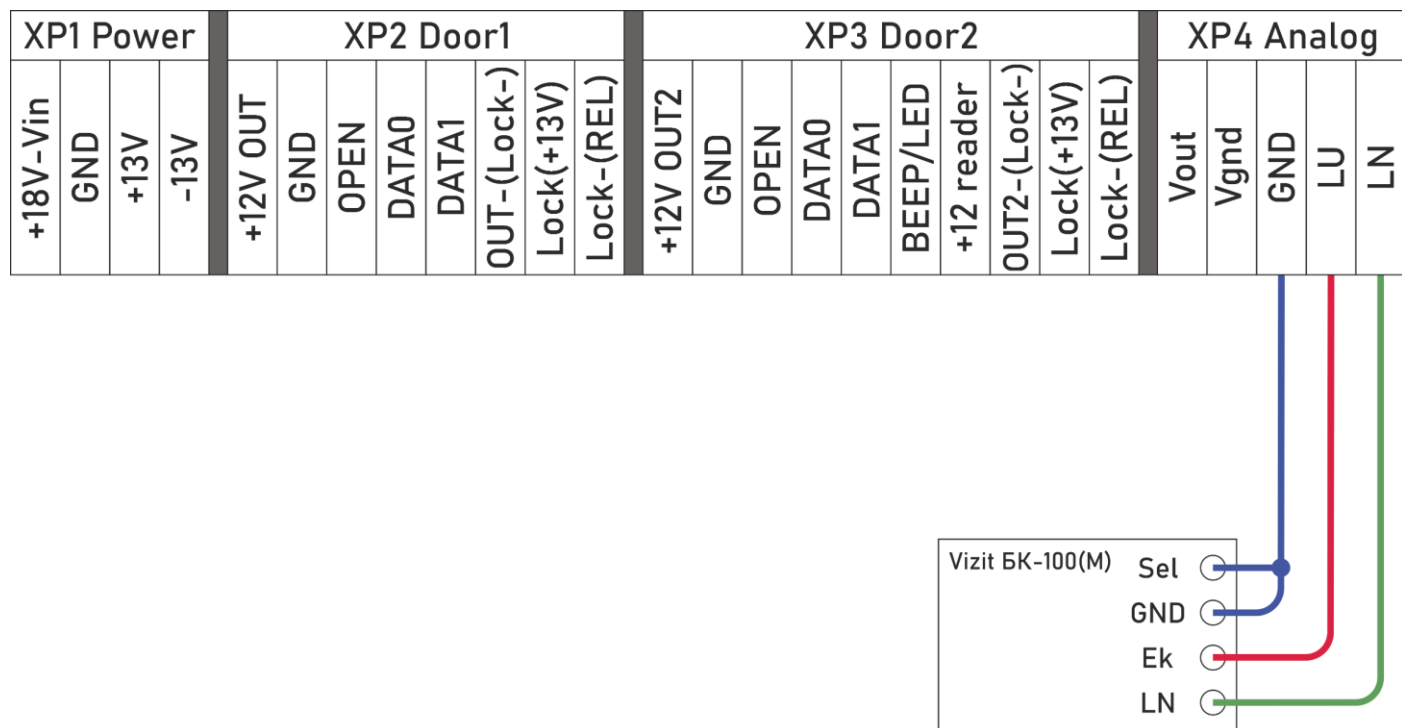 XP1 Power
XP2 Door1
XP3 Door2
XP4 Analog
+18V-Vin
GND
+13V
-13V
+12V OUT
GND
OPEN
DATA0
DATA1
OUT-(Lock-)
Lock(+13V)
Lock-(REL)
+12V OUT2
GND
OPEN
DATA0
DATA1
BEEP/LED
+12 reader
OUT2-(Lock-)
Lock(+13V)
Lock-(REL)
Vout
Vgnd
GND
LU
LN
Vizit БК-100(М)
Sel
GND
Ek
LN